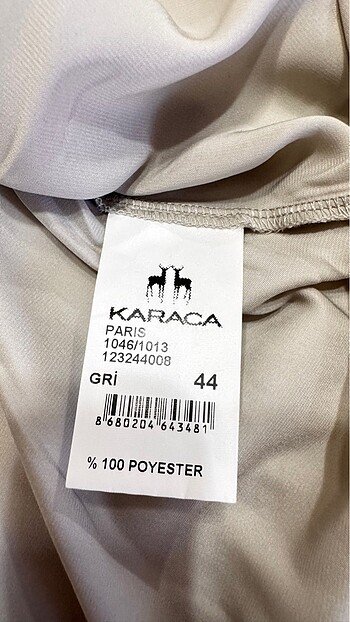 KARACA
PARIS
1046/1013
123244008
GRİ 44
8 680204 643481
% 100 POYESTER